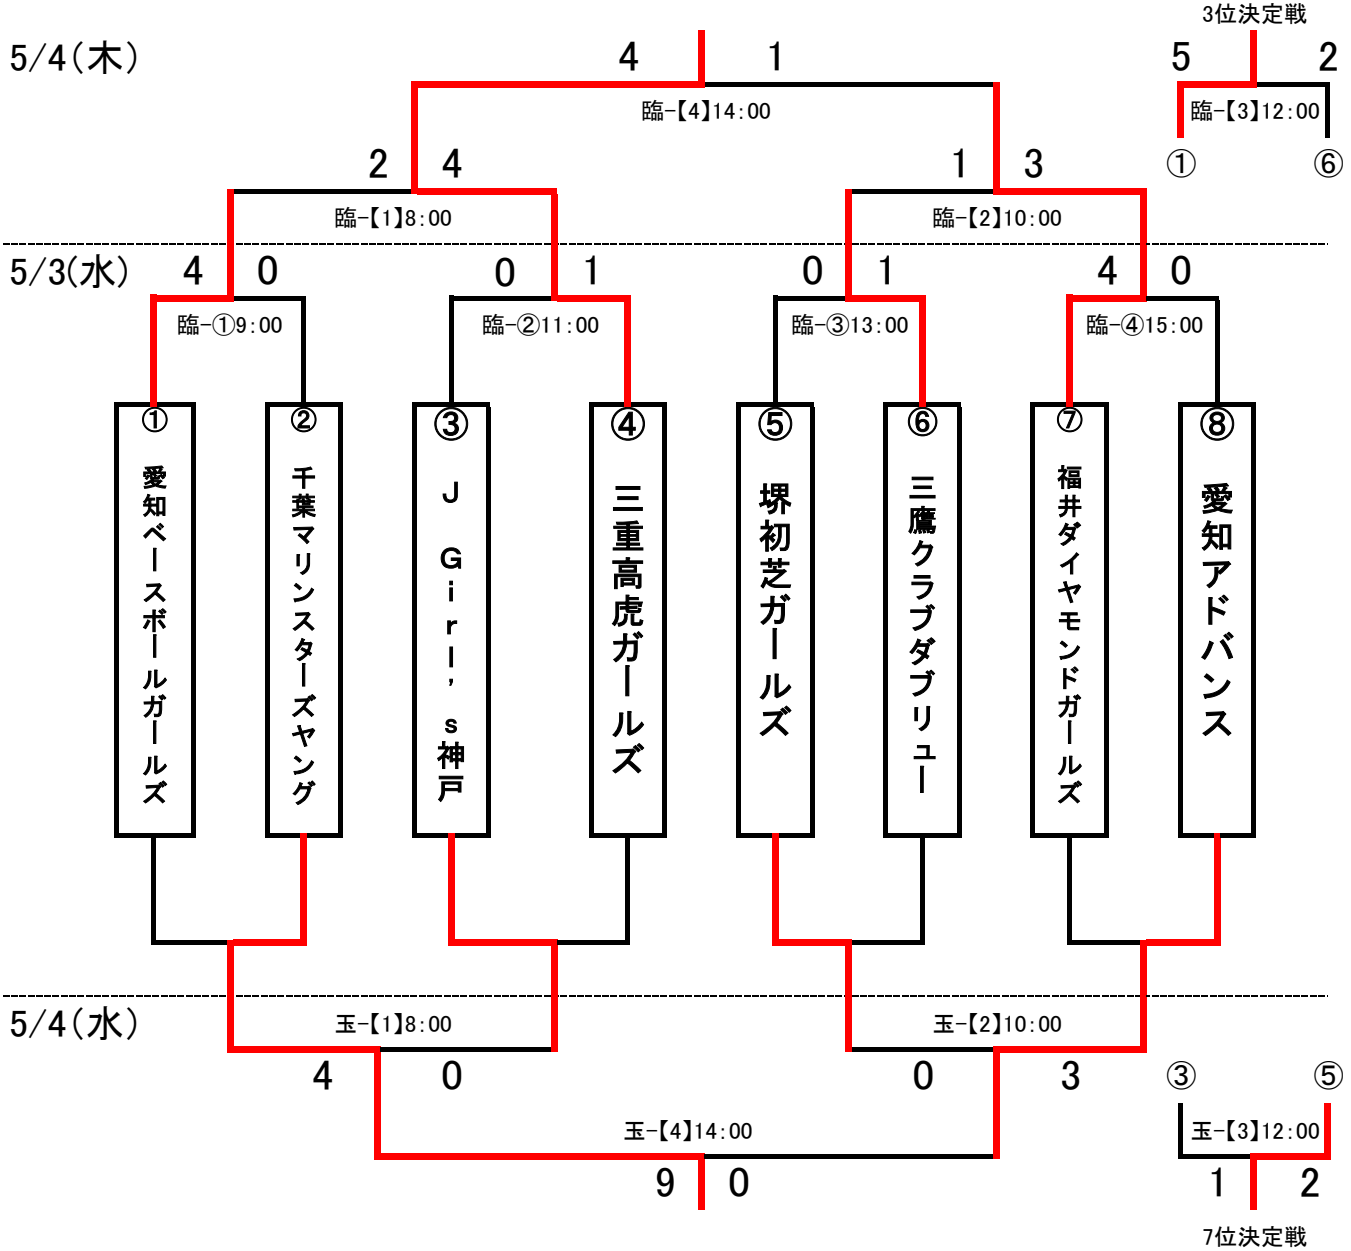 3位決定戦
5/4(木)
4 1
5 2
臨-【4】14:00
臨-【3】12:00
2 4
1 3
① ⑥
臨-【1】8:00
臨-【2】10:00
5/3(水)
4 0
0 1
0 1
4 0
臨-①9:00
臨-②11:00
臨-③13:00
臨-④15:00
①愛知ベースボールガールズ
②千葉マリンスターズヤング
③J Girl’s神戸
④三重高虎ガールズ
⑤堺初芝ガールズ
⑥三鷹クラブダブリュー
⑦福井ダイヤモンドガールズ
⑧愛知アドバンス
5/4(水)
玉-【1】8:00
玉-【2】10:00
4 0
0 3
③ ⑤
玉-【4】14:00
玉-【3】12:00
9 0
1 2
7位決定戦